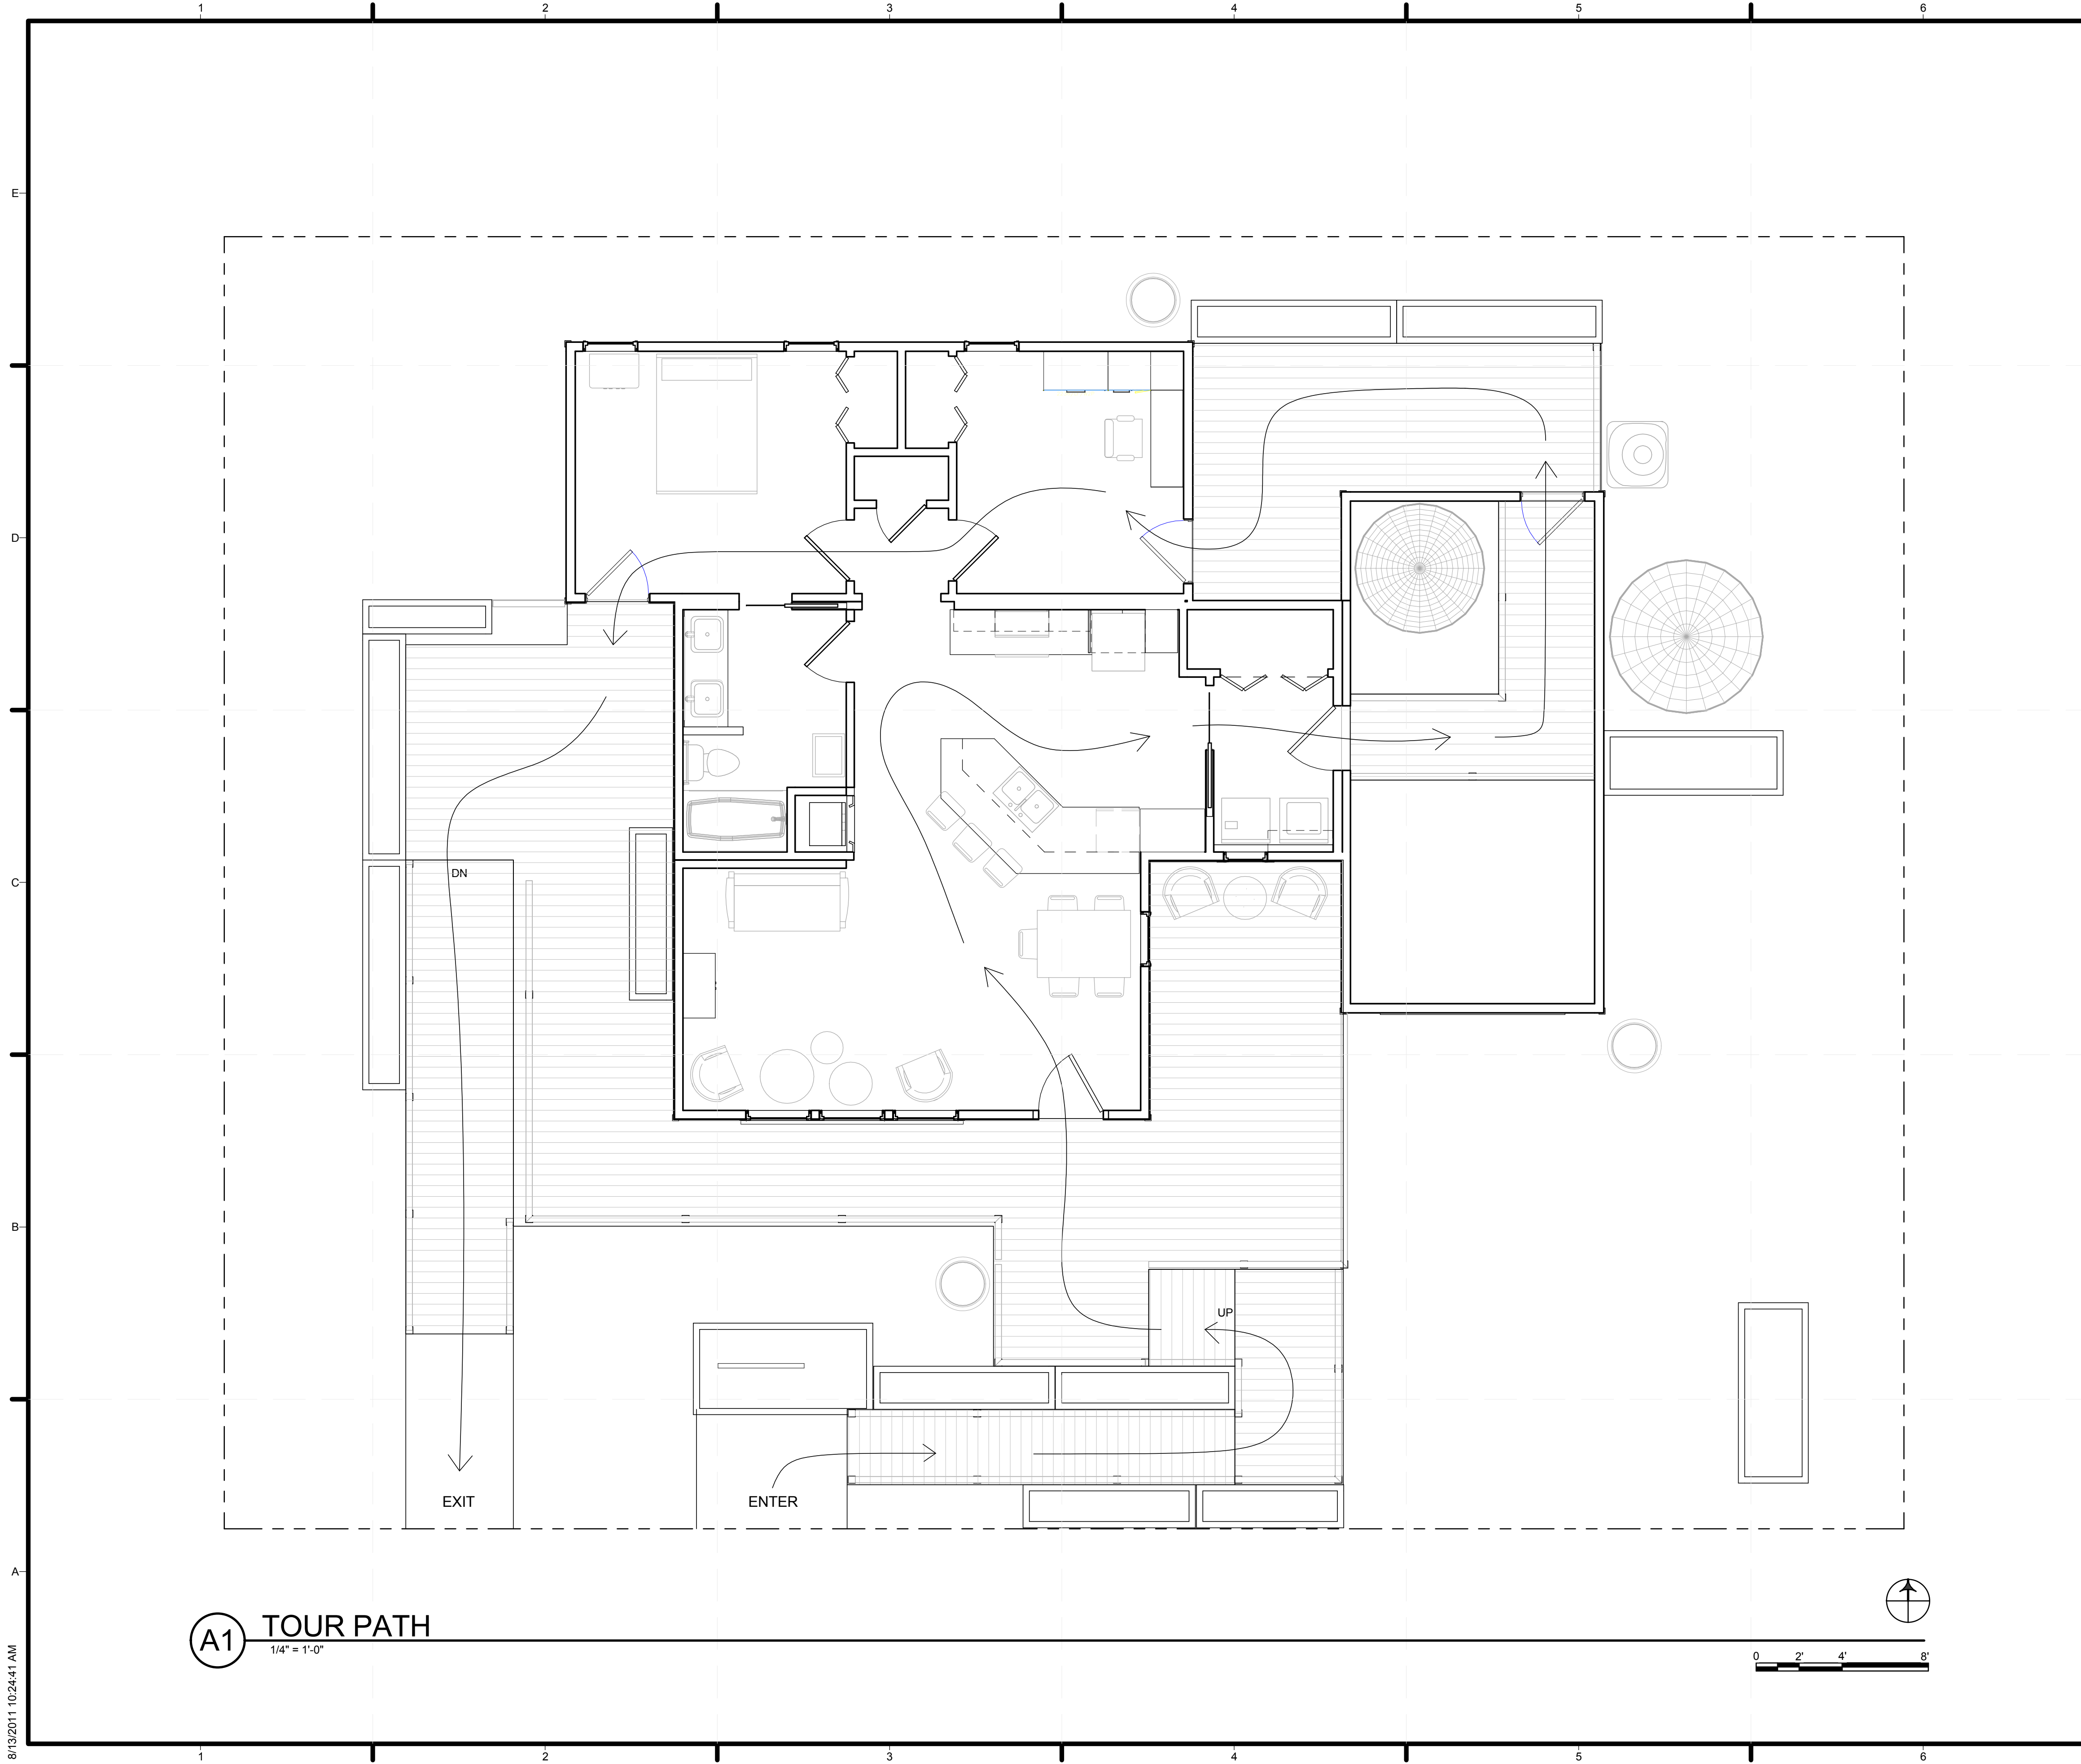 1 2 3 4 5 6
E
D
C
B
A
DN
UP
EXIT
ENTER
A1
TOUR PATH
1/4" = 1'-0"
0 2' 4' 8'
8/13/2011 10:24:41 AM
1 2 3 4 5 6